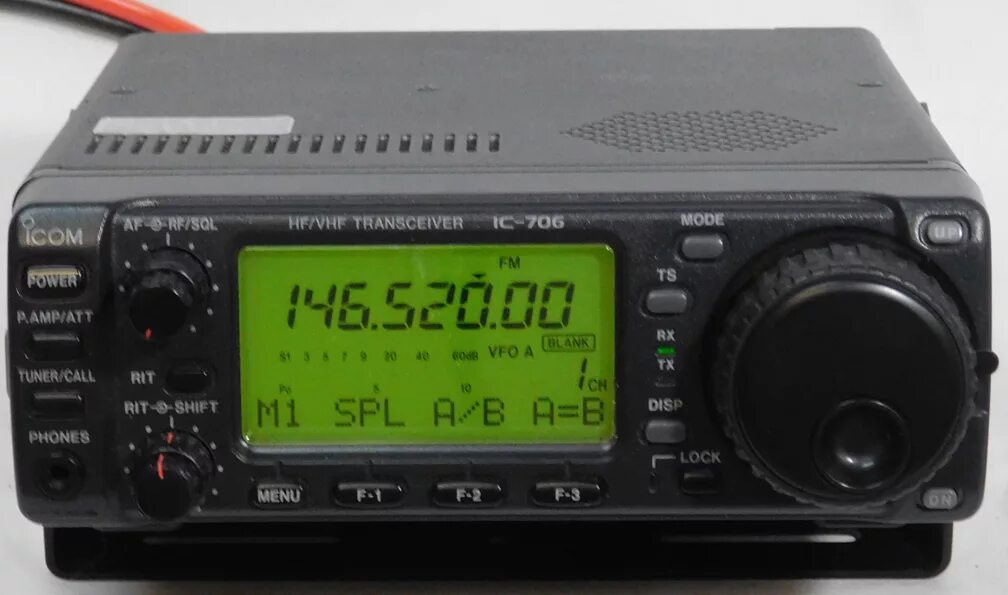 AF RF/SQL
HF/VHF TRANSCEIVER IC-706
MODE
UP
ICOM
POWER
FM
146.520.00
TS
P.AMP/ATT
S1 3 5 7 9 20 40 60dB VFO A BLANK
RX
TX
TUNER/CALL
RIT
1CH
Po 5 10
RIT SHIFT
M1 SPL A/B A=B
DISP
PHONES
LOCK
MENU F-1 F-2 F-3
DN